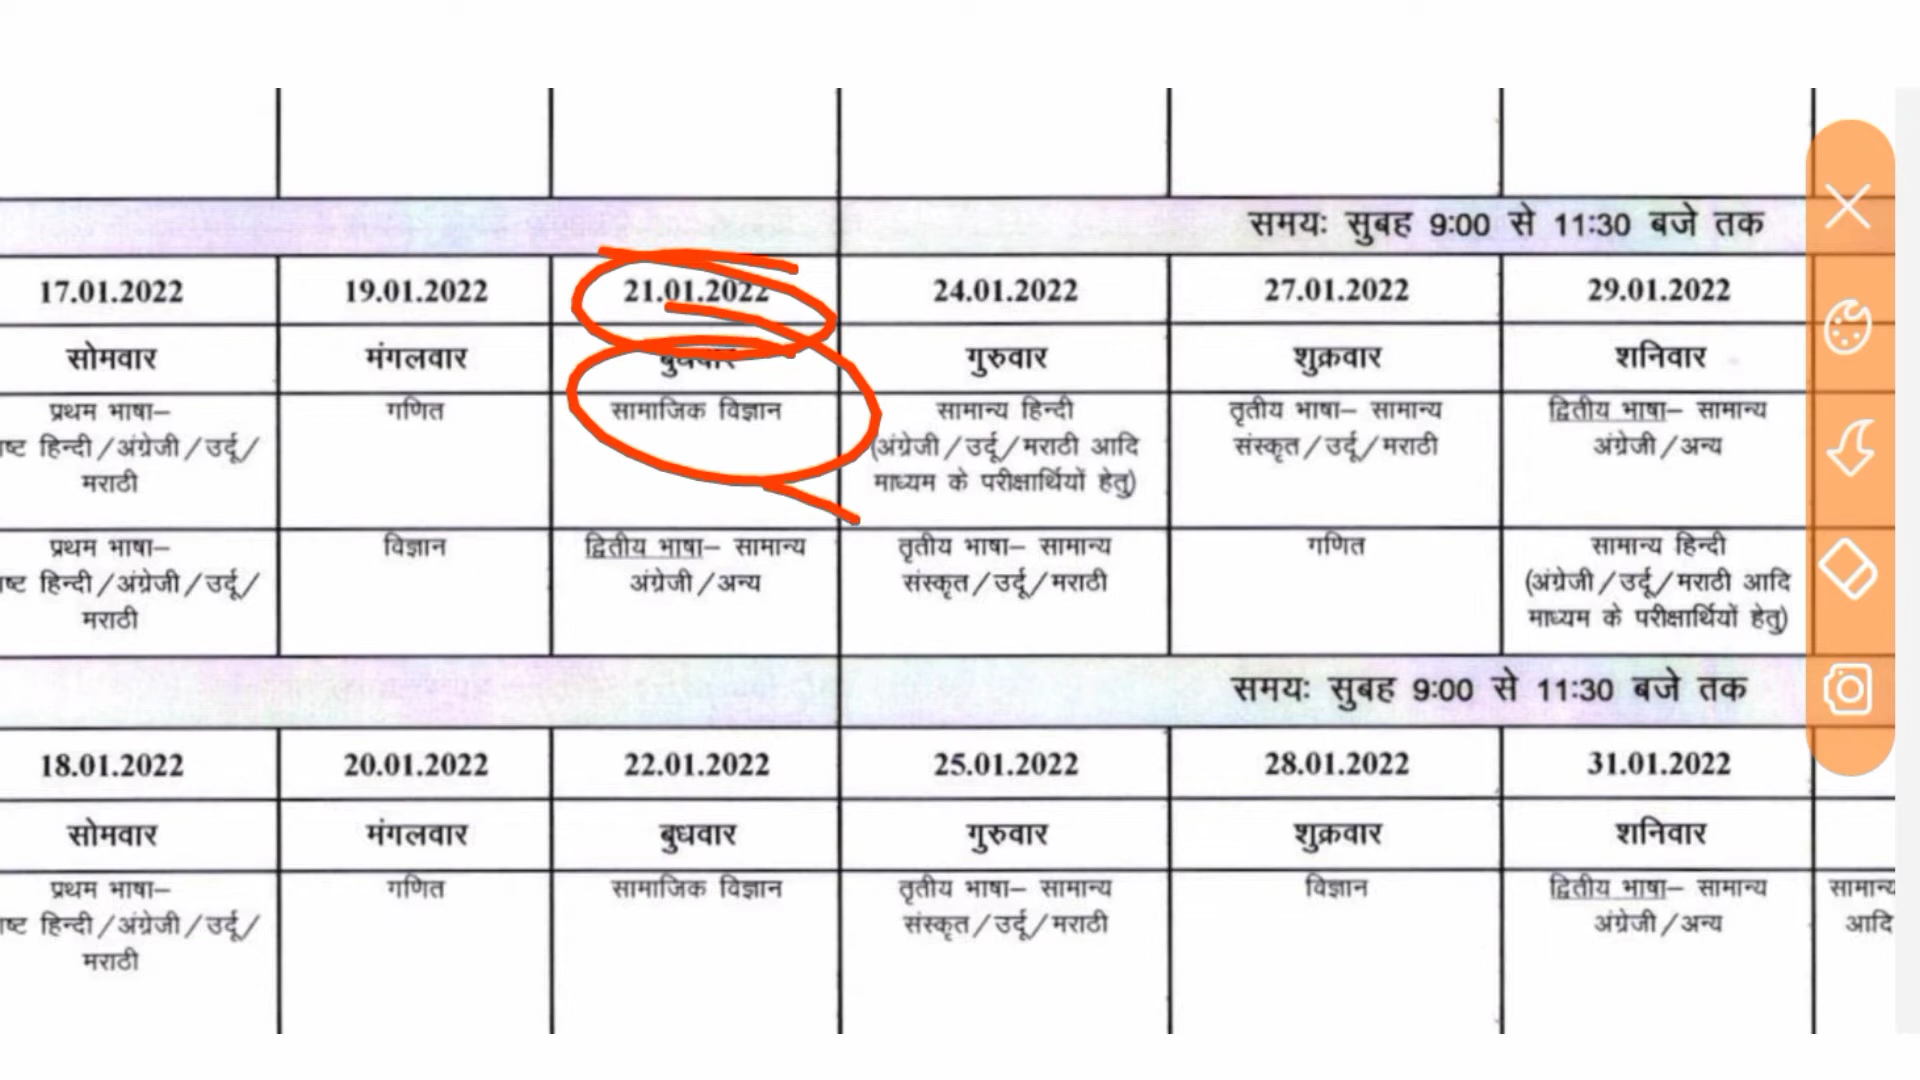 समयः सुबह 9:00 से 11:30 बजे तक
17.01.2022 19.01.2022 21.01.2022 24.01.2022 27.01.2022 29.01.2022
सोमवार मंगलवार बुधवार गुरुवार शुक्रवार शनिवार
प्रथम भाषा– गणित सामाजिक विज्ञान सामान्य हिन्दी तृतीय भाषा– सामान्य द्वितीय भाषा– सामान्य
हिन्दी/अंग्रेजी/उर्दू/ (अंग्रेजी/उर्दू/मराठी आदि संस्कृत/उर्दू/मराठी अंग्रेजी/अन्य
मराठी माध्यम के परीक्षार्थियों हेतु)
प्रथम भाषा– विज्ञान द्वितीय भाषा– सामान्य तृतीय भाषा– सामान्य गणित सामान्य हिन्दी
हिन्दी/अंग्रेजी/उर्दू/ अंग्रेजी/अन्य संस्कृत/उर्दू/मराठी (अंग्रेजी/उर्दू/मराठी आदि
मराठी माध्यम के परीक्षार्थियों हेतु)
समयः सुबह 9:00 से 11:30 बजे तक
18.01.2022 20.01.2022 22.01.2022 25.01.2022 28.01.2022 31.01.2022
सोमवार मंगलवार बुधवार गुरुवार शुक्रवार शनिवार
प्रथम भाषा– गणित सामाजिक विज्ञान तृतीय भाषा– सामान्य विज्ञान द्वितीय भाषा– सामान्य
हिन्दी/अंग्रेजी/उर्दू/ संस्कृत/उर्दू/मराठी अंग्रेजी/अन्य आदि
मराठी